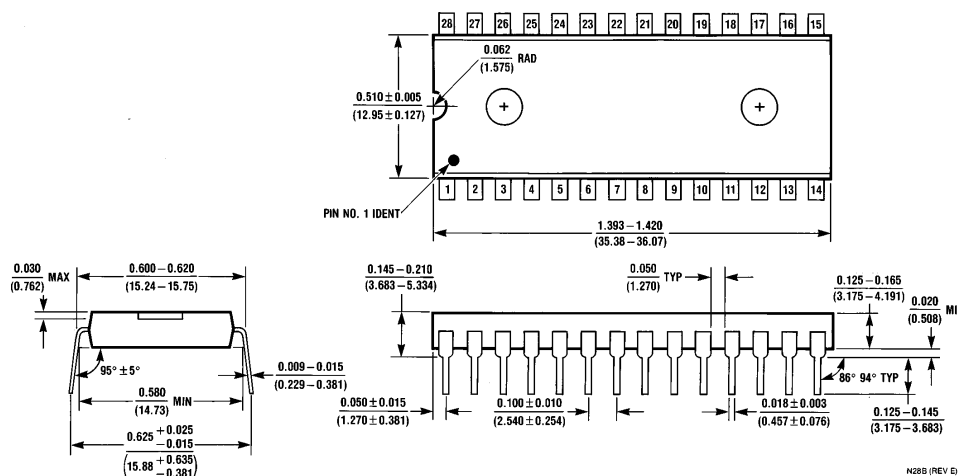 28 27 26 25 24 23 22 21 20 19 18 17 16 15
0.062
(1.575)
RAD
0.510 ± 0.005
(12.95 ± 0.127)
PIN NO. 1 IDENT
1 2 3 4 5 6 7 8 9 10 11 12 13 14
1.393 – 1.420
(35.38 – 36.07)
0.030
(0.762)
MAX
0.600 – 0.620
(15.24 – 15.75)
95° ±5°
0.009 – 0.015
(0.229 – 0.381)
0.580
(14.73)
MIN
0.625 +0.025
-0.015
(15.88 +0.635
-0.381)
0.145 – 0.210
(3.683 – 5.334)
0.050
(1.270)
TYP
0.125 – 0.165
(3.175 – 4.191)
0.020
(0.508)
MI
0.050 ± 0.015
(1.270 ± 0.381)
0.100 ± 0.010
(2.540 ± 0.254)
0.018 ± 0.003
(0.457 ± 0.076)
86° 94° TYP
0.125 – 0.145
(3.175 – 3.683)
N28B (REV E)